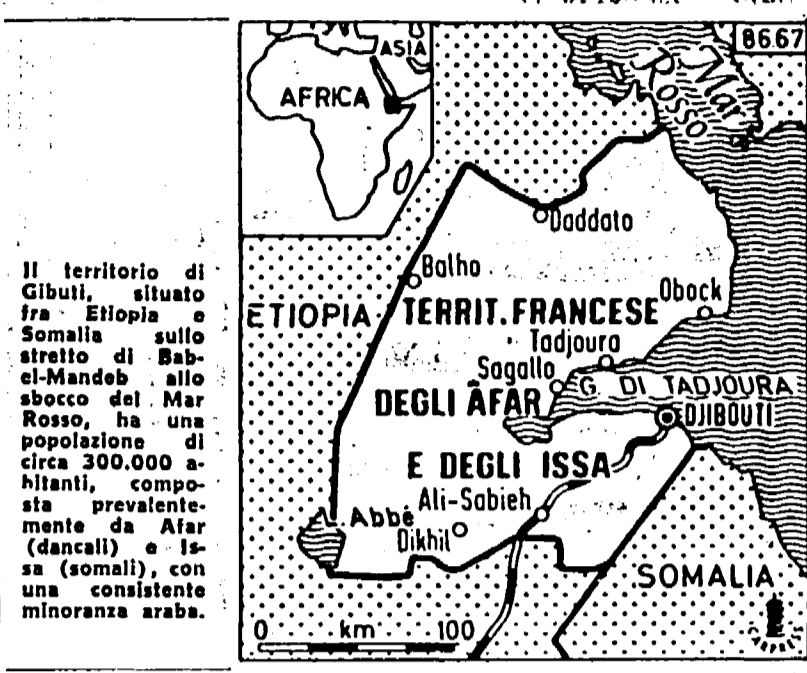 Il territorio di
Gibuti, situato
fra Etiopia e
Somalia sullo
stretto di Bab-
el-Mandeb allo
sbocco del Mar
Rosso, ha una
popolazione di
circa 300.000 a-
bitanti, compo-
sta prevalente-
mente da Afar
(dancali) e Is-
sa (somali), con
una consistente
minoranza araba.
86.67
ASIA
AFRICA
Mar
Rosso
Daddato
Balho
ETIOPIA
TERRIT. FRANCESE
Obock
Tadjoura
Sagallo
G. DI TADJOURA
DEGLI ÂFAR
DJIBOUTI
E DEGLI ISSA
Ali-Sabieh
Abbé
Dikhil
SOMALIA
0 km 100
CARPRESS